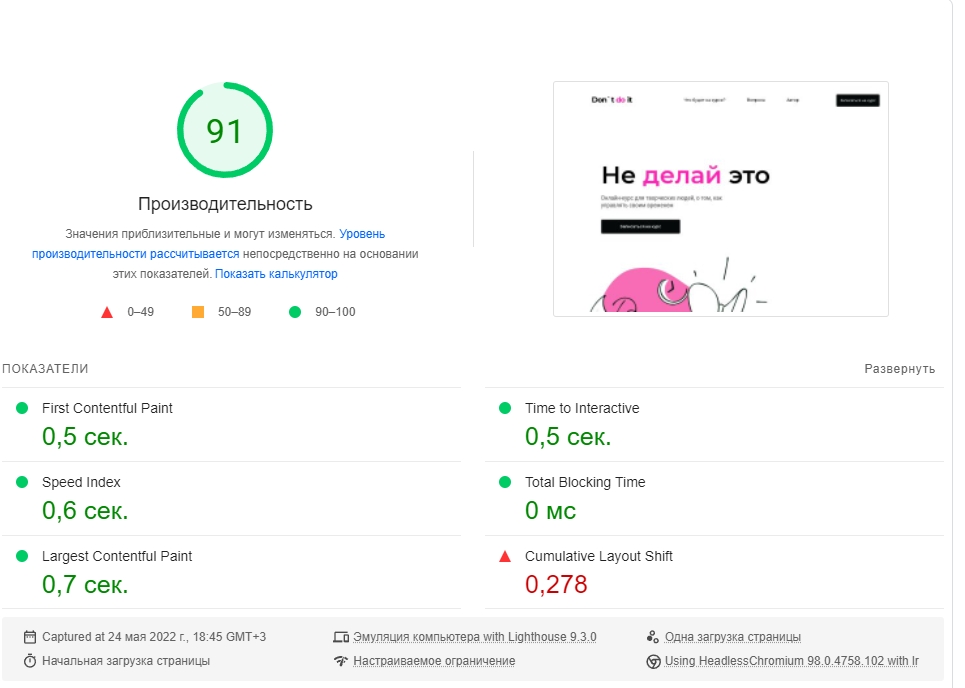 91
Производительность
Значения приблизительные и могут изменяться. Уровень
производительности рассчитывается непосредственно на основании
этих показателей. Показать калькулятор
0–49 50–89 90–100
Don`t do it Что будет на курсе? Вопросы Автор Записаться на курс
Не делай это
Онлайн-курс для творческих людей, о том, как
управлять своим временем
Записаться на курс
ПОКАЗАТЕЛИ Развернуть
First Contentful Paint
0,5 сек.
Time to Interactive
0,5 сек.
Speed Index
0,6 сек.
Total Blocking Time
0 мс
Largest Contentful Paint
0,7 сек.
Cumulative Layout Shift
0,278
Captured at 24 мая 2022 г., 18:45 GMT+3
Эмуляция компьютера with Lighthouse 9.3.0
Одна загрузка страницы
Начальная загрузка страницы
Настраиваемое ограничение
Using HeadlessChromium 98.0.4758.102 with lr